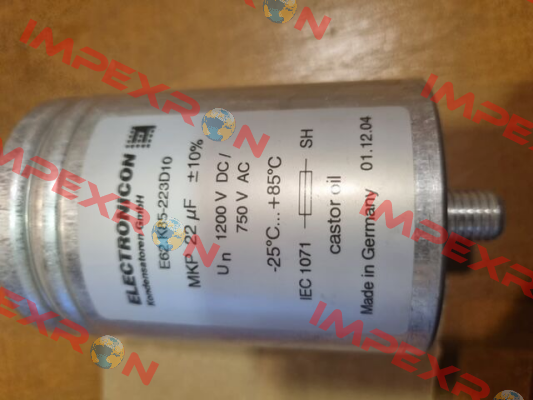 ELECTRONICON
Kondensatoren GmbH
E62.K85-223D10
MKP 22 µF ±10%
Un 1200 V DC /
750 V AC
-25°C... +85°C
IEC 1071 SH
castor oil
Made in Germany 01.12.04
IMPEXRON
IMPEXRON
IMPEXRON
IMPEXRON